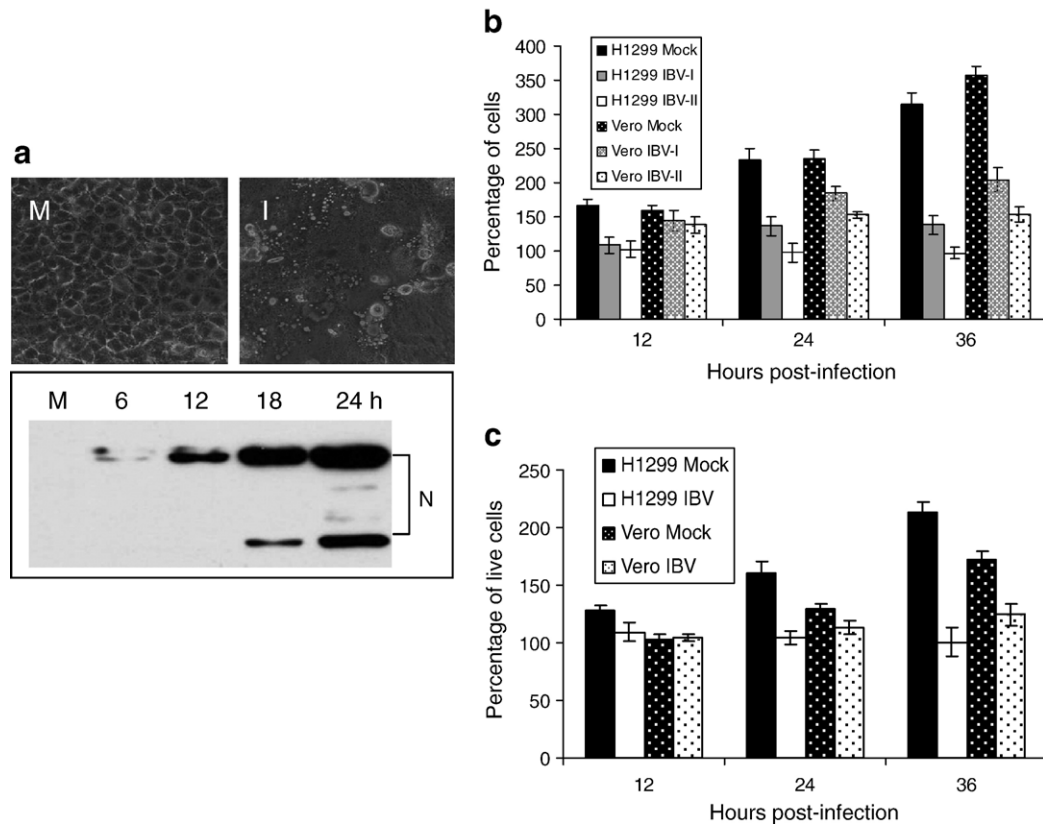 a
M
I
M 6 12 18 24 h
N
b
Percentage of cells
400
350
300
250
200
150
100
50
0
H1299 Mock
H1299 IBV-I
H1299 IBV-II
Vero Mock
Vero IBV-I
Vero IBV-II
12 24 36
Hours post-infection
c
Percentage of live cells
250
200
150
100
50
0
H1299 Mock
H1299 IBV
Vero Mock
Vero IBV
12 24 36
Hours post-infection